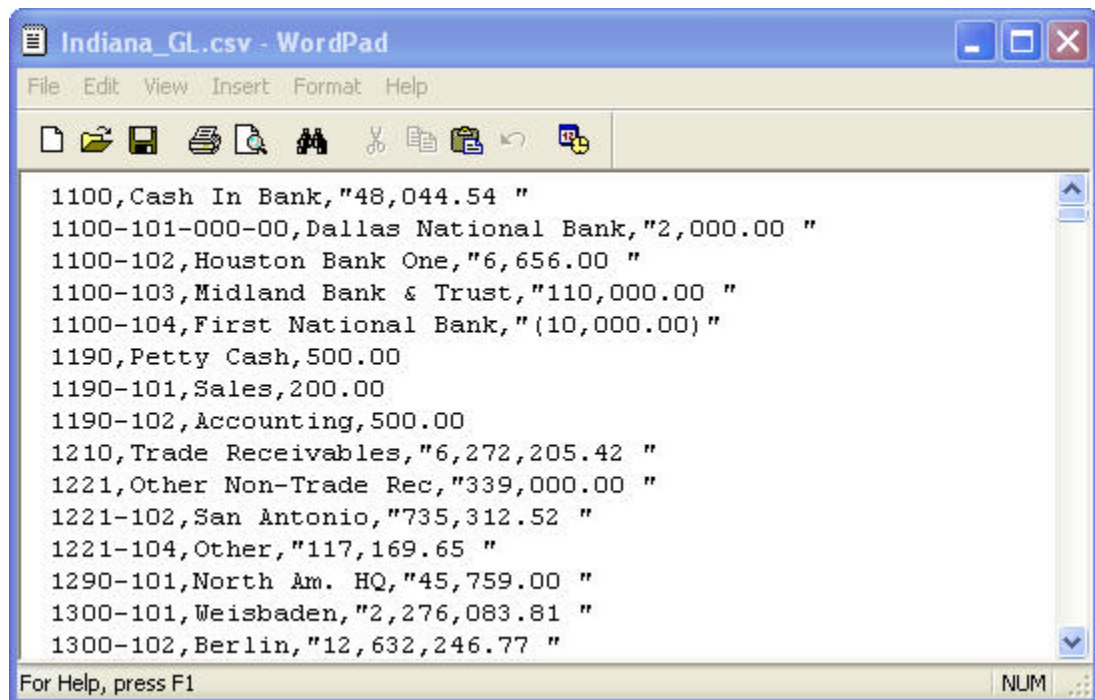 Indiana_GL.csv - WordPad
File Edit View Insert Format Help
1100,Cash In Bank,"48,044.54 "
1100-101-000-00,Dallas National Bank,"2,000.00 "
1100-102,Houston Bank One,"6,656.00 "
1100-103,Midland Bank & Trust,"110,000.00 "
1100-104,First National Bank,"(10,000.00)"
1190,Petty Cash,500.00
1190-101,Sales,200.00
1190-102,Accounting,500.00
1210,Trade Receivables,"6,272,205.42 "
1221,Other Non-Trade Rec,"339,000.00 "
1221-102,San Antonio,"735,312.52 "
1221-104,Other,"117,169.65 "
1290-101,North Am. HQ,"45,759.00 "
1300-101,Weisbaden,"2,276,083.81 "
1300-102,Berlin,"12,632,246.77 "
For Help, press F1 NUM